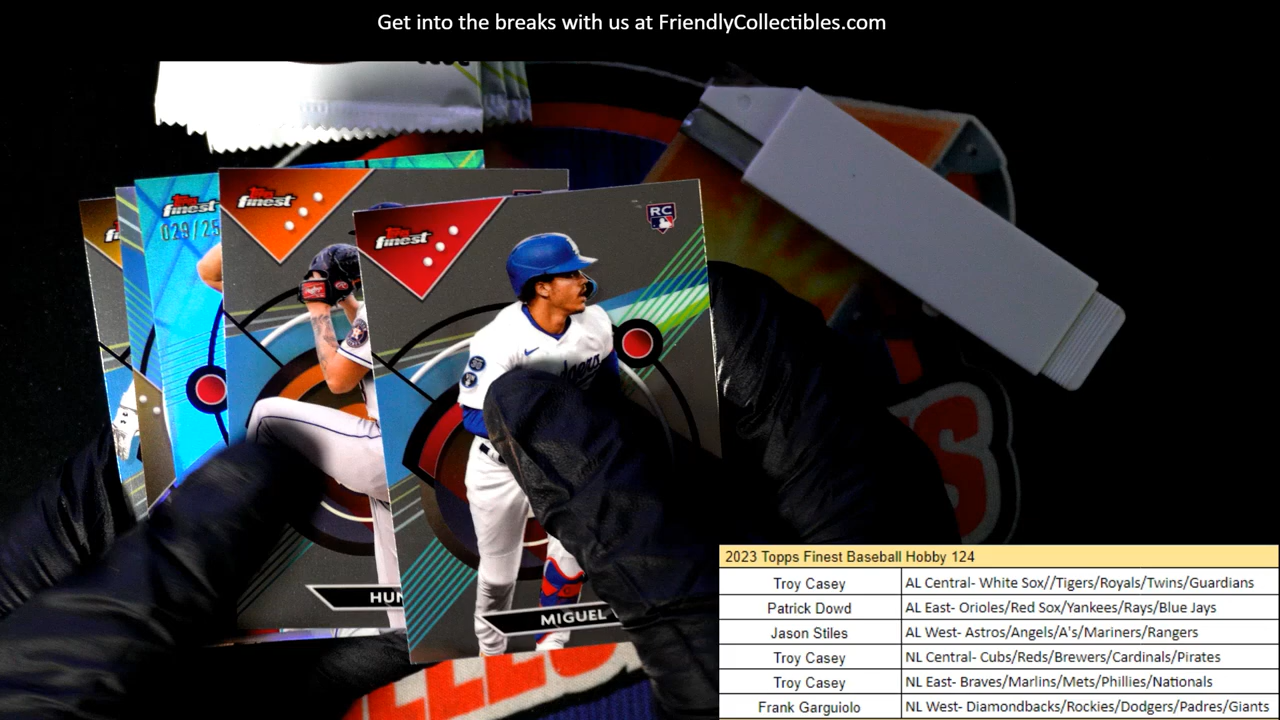 Get into the breaks with us at FriendlyCollectibles.com
Topps
finest
029/25
Topps
finest
RC
Topps
finest
HUN
MIGUEL
2023 Topps Finest Baseball Hobby 124
Troy Casey AL Central- White Sox//Tigers/Royals/Twins/Guardians
Patrick Dowd AL East- Orioles/Red Sox/Yankees/Rays/Blue Jays
Jason Stiles AL West- Astros/Angels/A's/Mariners/Rangers
Troy Casey NL Central- Cubs/Reds/Brewers/Cardinals/Pirates
Troy Casey NL East- Braves/Marlins/Mets/Phillies/Nationals
Frank Garguiolo NL West- Diamondbacks/Rockies/Dodgers/Padres/Giants